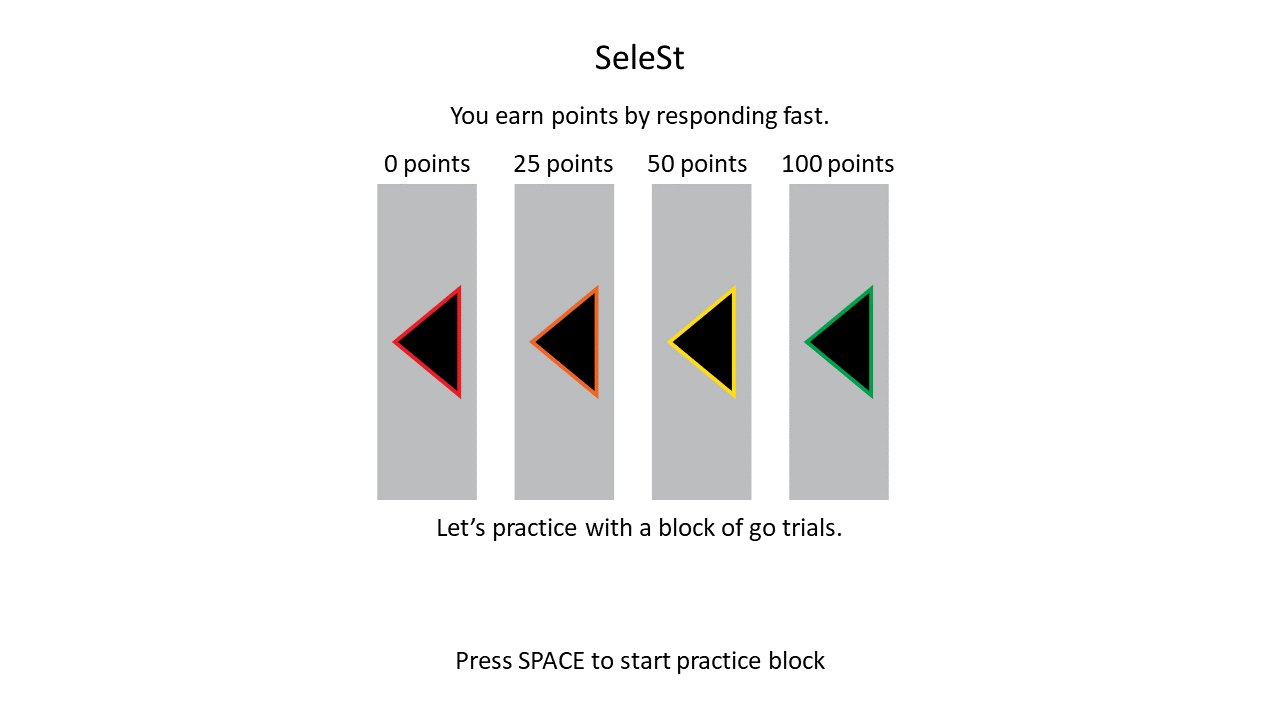 SeleSt
You earn points by responding fast.
0 points 25 points 50 points 100 points
Let’s practice with a block of go trials.
Press SPACE to start practice block